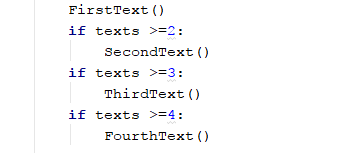 FirstText()
if texts >=2:
    SecondText()
if texts >=3:
    ThirdText()
if texts >=4:
    FourthText()